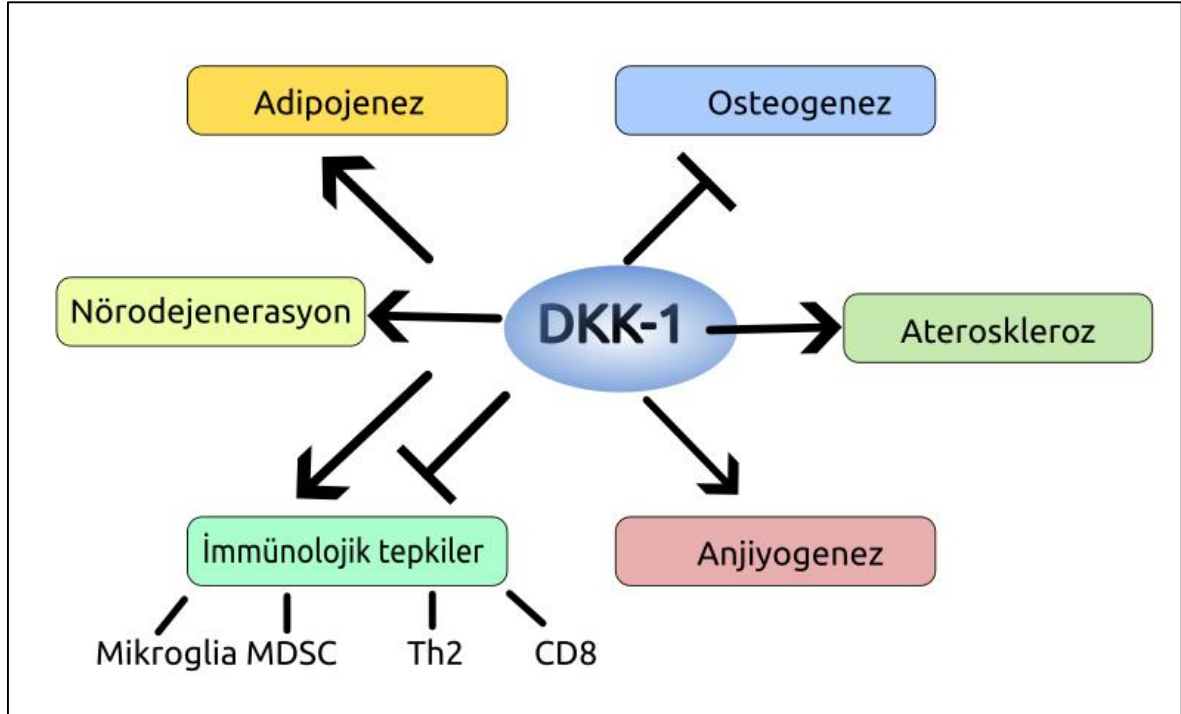 Adipojenez
Osteogenez
Nörodejenerasyon
DKK-1
Ateroskleroz
İmmünolojik tepkiler
Anjiyogenez
Mikroglia MDSC Th2 CD8